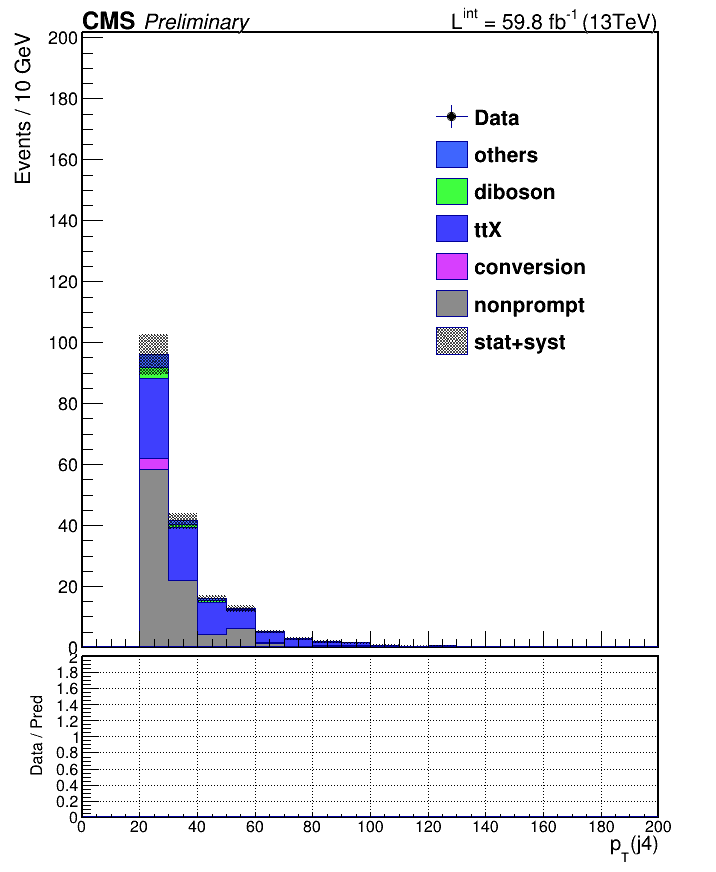 CMS Preliminary
L^int = 59.8 fb^-1 (13TeV)
Events / 10 GeV
200
180
160
140
120
100
80
60
40
20
0
Data
others
diboson
ttX
conversion
nonprompt
stat+syst
Data / Pred
2
1.8
1.6
1.4
1.2
1
0.8
0.6
0.4
0.2
0
0 20 40 60 80 100 120 140 160 180 200
p_T(j4)